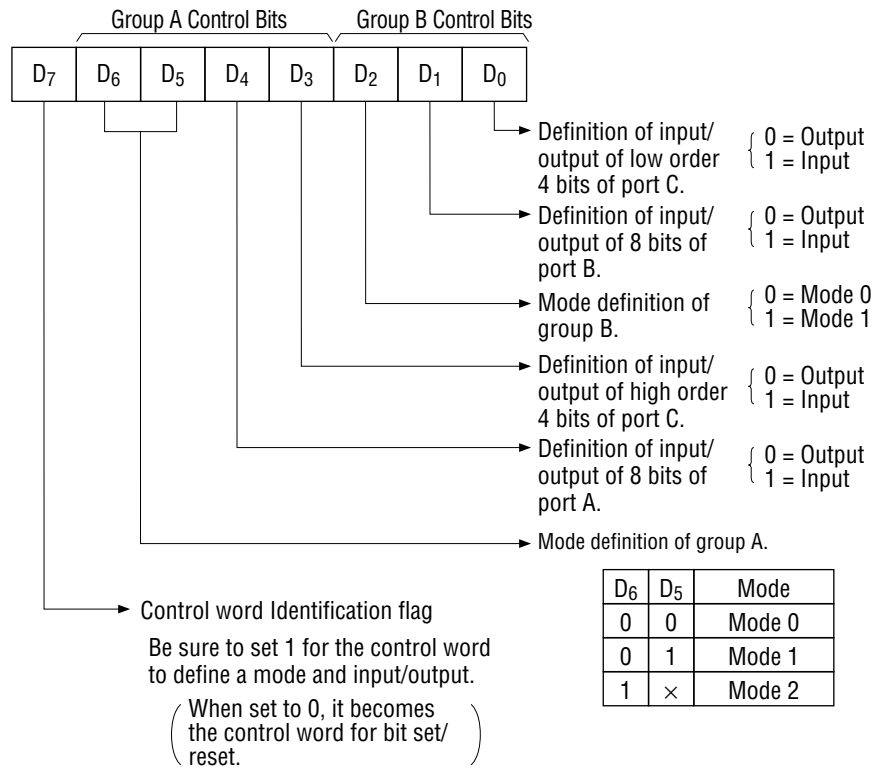 Group A Control Bits Group B Control Bits
D7 D6 D5 D4 D3 D2 D1 D0
Definition of input/
output of low order
4 bits of port C.
0 = Output
1 = Input
Definition of input/
output of 8 bits of
port B.
0 = Output
1 = Input
Mode definition of
group B.
0 = Mode 0
1 = Mode 1
Definition of input/
output of high order
4 bits of port C.
0 = Output
1 = Input
Definition of input/
output of 8 bits of
port A.
0 = Output
1 = Input
Mode definition of group A.
D6 D5 Mode
0 0 Mode 0
0 1 Mode 1
1 × Mode 2
Control word Identification flag
Be sure to set 1 for the control word
to define a mode and input/output.
When set to 0, it becomes
the control word for bit set/
reset.